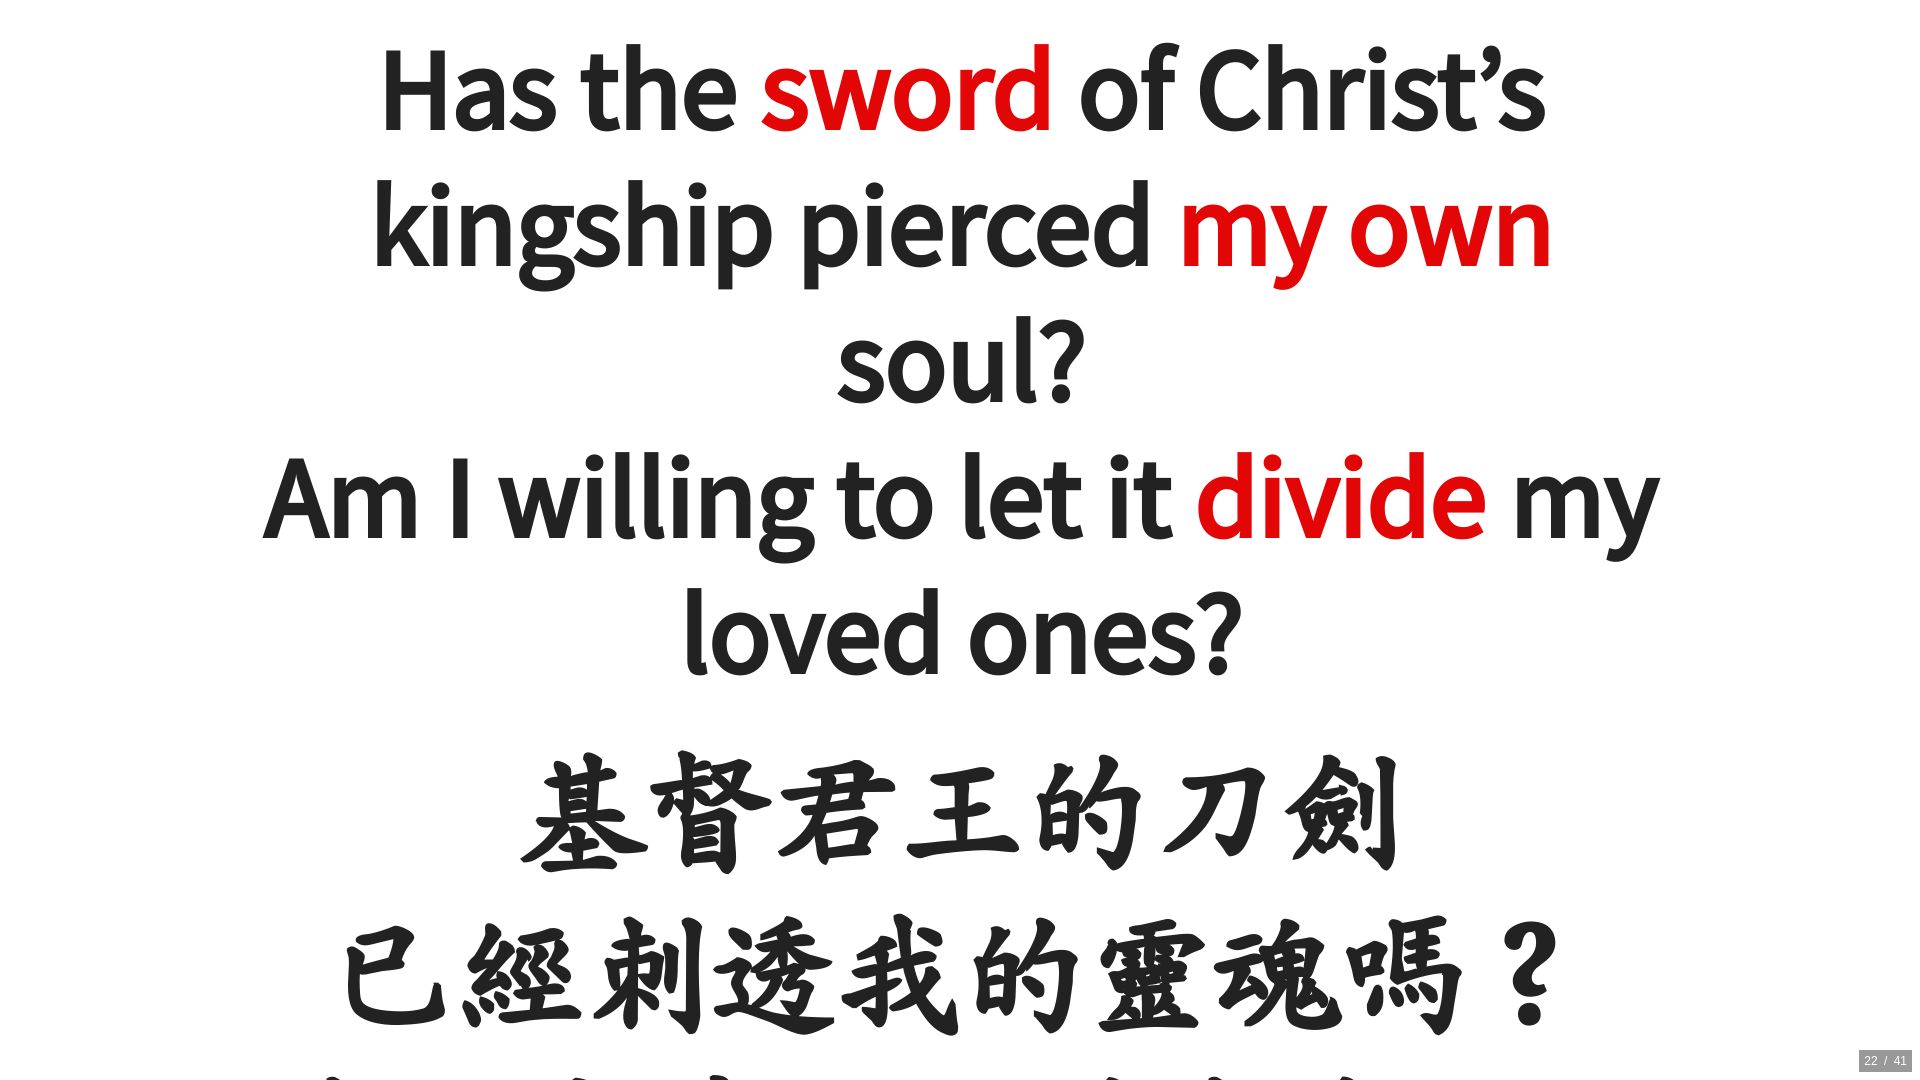 Has the sword of Christ’s
kingship pierced my own
soul?
Am I willing to let it divide my
loved ones?
基督君王的刀劍
已經刺透我的靈魂嗎？
22 / 41